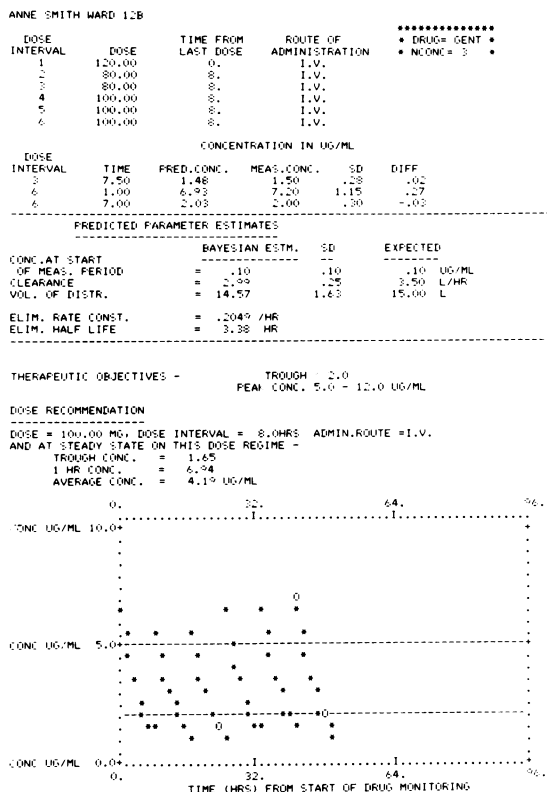 ANNE SMITH WARD 12B
**************
DOSE TIME FROM ROUTE OF * DRUG= GENT *
INTERVAL DOSE LAST DOSE ADMINISTRATION * NCONC= 3 *
1 120.00 0. I.V.
2 80.00 8. I.V.
3 80.00 8. I.V.
4 100.00 8. I.V.
5 100.00 8. I.V.
6 100.00 8. I.V.
CONCENTRATION IN UG/ML
DOSE
INTERVAL TIME PRED.CONC. MEAS.CONC. SD DIFF
3 7.50 1.48 1.50 .28 .02
6 1.00 6.93 7.20 1.15 .27
6 7.00 2.03 2.00 .30 -.03
PREDICTED PARAMETER ESTIMATES
BAYESIAN ESTM. SD EXPECTED
CONC.AT START
OF MEAS. PERIOD = .10 .10 .10 UG/ML
CLEARANCE = 2.99 .25 3.50 L/HR
VOL. OF DISTR. = 14.57 1.63 15.00 L
ELIM. RATE CONST. = .2049 /HR
ELIM. HALF LIFE = 3.38 HR
THERAPEUTIC OBJECTIVES - TROUGH : 2.0
PEAK CONC. 5.0 - 12.0 UG/ML
DOSE RECOMMENDATION
DOSE = 100.00 MG, DOSE INTERVAL = 8.0HRS ADMIN.ROUTE =I.V.
AND AT STEADY STATE ON THIS DOSE REGIME -
TROUGH CONC. = 1.65
1 HR CONC. = 6.94
AVERAGE CONC. = 4.19 UG/ML
0. 32. 64. 96.
CONC UG/ML 10.0+
CONC UG/ML 5.0+
CONC UG/ML 0.0+
0. 32. 64. 96.
TIME (HRS) FROM START OF DRUG MONITORING